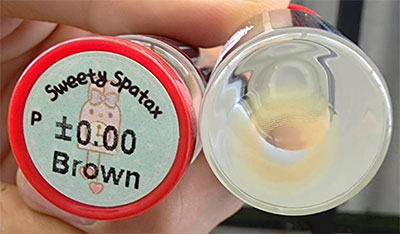 Sweety Spatax
P
±0.00
Brown